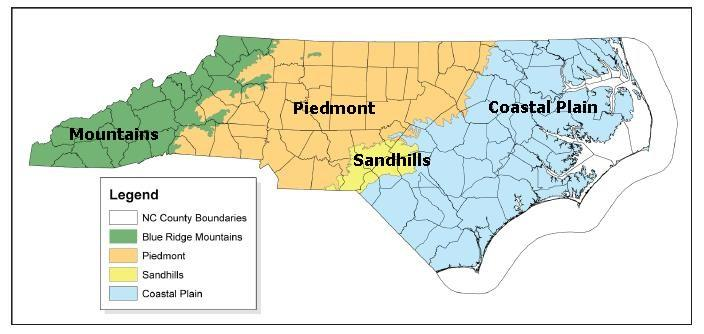 Piedmont
Coastal Plain
Mountains
Sandhills
Legend
NC County Boundaries
Blue Ridge Mountains
Piedmont
Sandhills
Coastal Plain